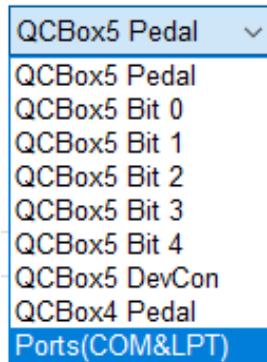 QCBox5 Pedal
QCBox5 Pedal
QCBox5 Bit 0
QCBox5 Bit 1
QCBox5 Bit 2
QCBox5 Bit 3
QCBox5 Bit 4
QCBox5 DevCon
QCBox4 Pedal
Ports(COM&LPT)